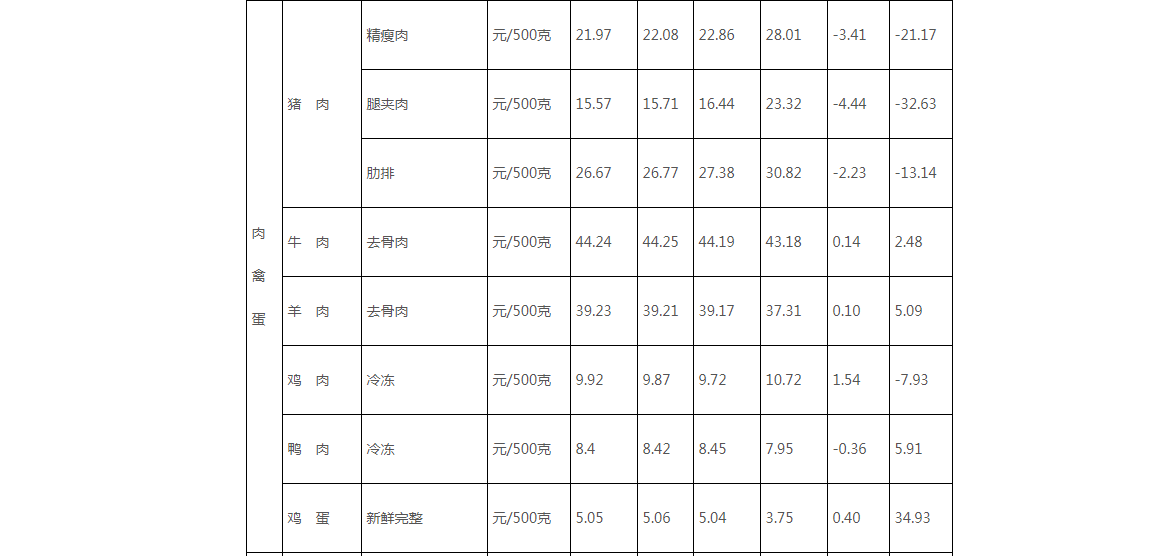 精瘦肉 元/500克 21.97 22.08 22.86 28.01 -3.41 -21.17
猪 肉 腿夹肉 元/500克 15.57 15.71 16.44 23.32 -4.44 -32.63
肋排 元/500克 26.67 26.77 27.38 30.82 -2.23 -13.14
肉
禽
蛋
牛 肉 去骨肉 元/500克 44.24 44.25 44.19 43.18 0.14 2.48
羊 肉 去骨肉 元/500克 39.23 39.21 39.17 37.31 0.10 5.09
鸡 肉 冷冻 元/500克 9.92 9.87 9.72 10.72 1.54 -7.93
鸭 肉 冷冻 元/500克 8.4 8.42 8.45 7.95 -0.36 5.91
鸡 蛋 新鲜完整 元/500克 5.05 5.06 5.04 3.75 0.40 34.93